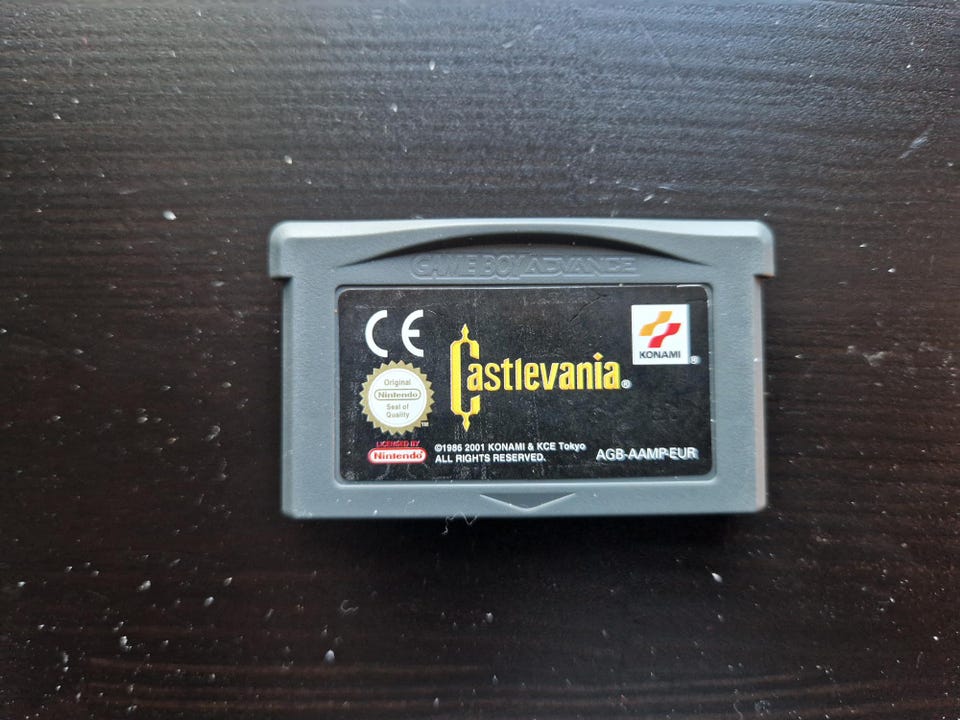 GAME BOY ADVANCE
CE
KONAMI
®
Castlevania®
Original
Nintendo
Seal of
Quality
™
LICENSED BY
Nintendo
©1986 2001 KONAMI & KCE Tokyo
ALL RIGHTS RESERVED.
AGB-AAMP-EUR